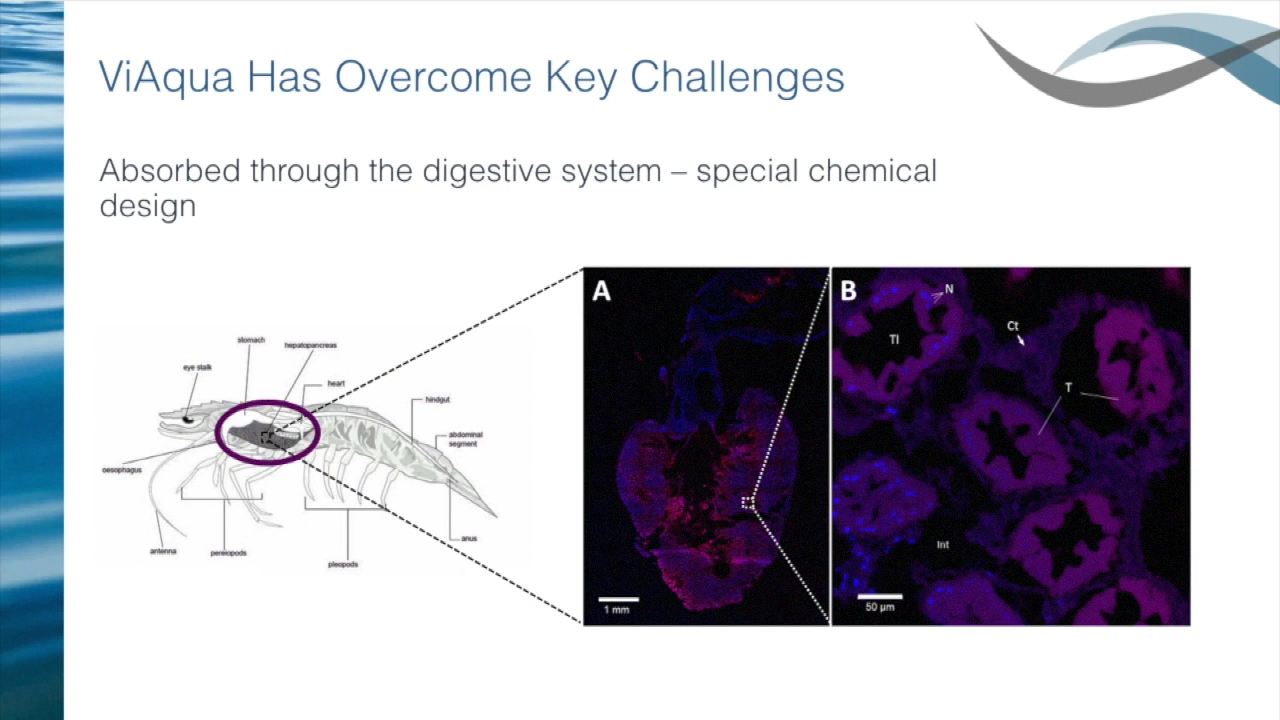 ViAqua Has Overcome Key Challenges
Absorbed through the digestive system – special chemical
design
stomach
hepatopancreas
eye stalk
heart
hindgut
abdominal
segment
oesophagus
antenna
pereiopods
pleopods
anus
A
1 mm
B
N
Tl
Ct
T
Int
50 µm